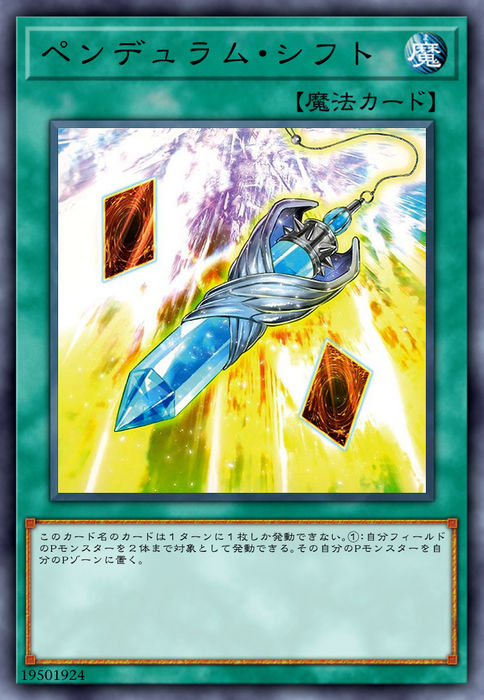 ペンデュラム・シフト
魔
【魔法カード】
このカード名のカードは１ターンに１枚しか発動できない。①:自分フィールド
のPモンスターを２体まで対象として発動できる。その自分のPモンスターを自
分のPゾーンに置く。
19501924